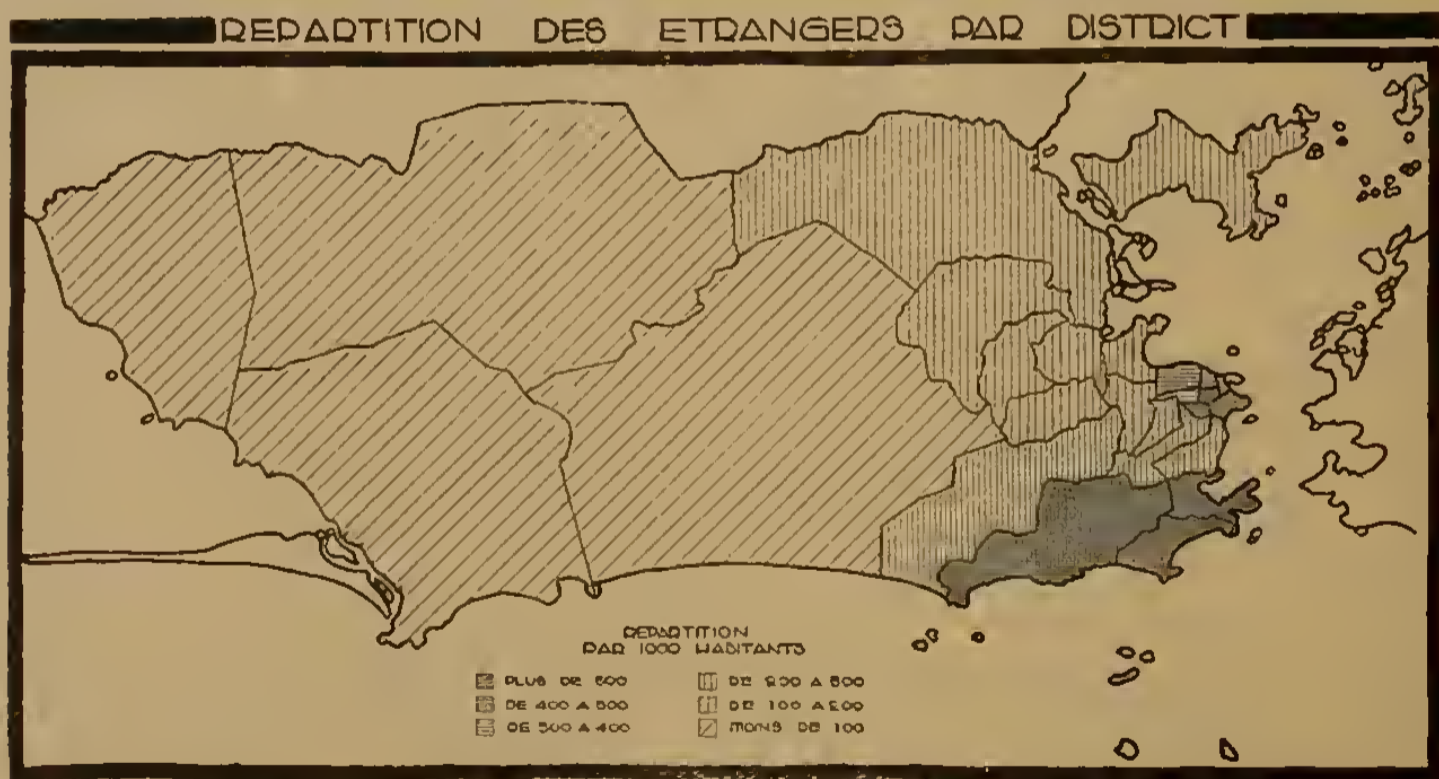 REPARTITION DES ETRANGERS PAR DISTRICT
REPARTITION
PAR 1000 HABITANTS
PLUS DE 500
DE 400 A 500
DE 300 A 400
DE 200 A 300
DE 100 A 200
MOINS DE 100